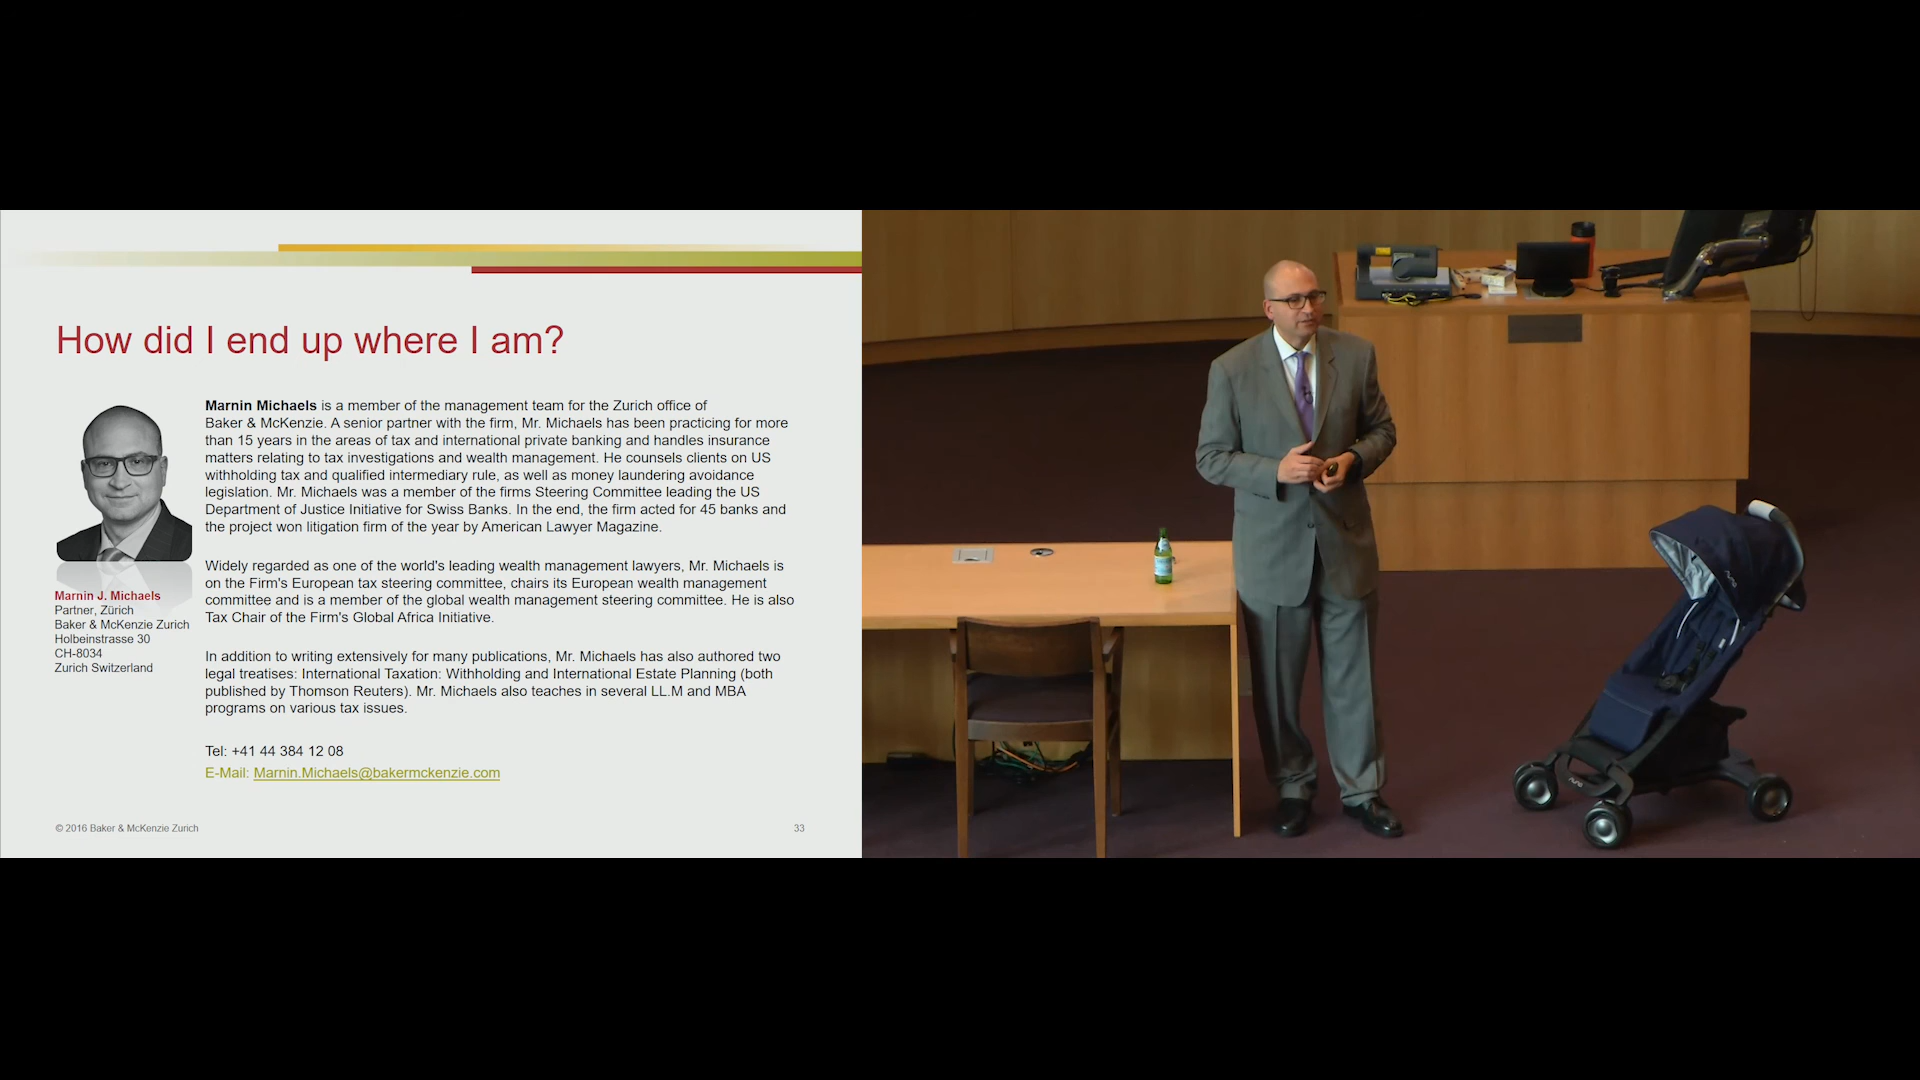 How did I end up where I am?
Marnin Michaels is a member of the management team for the Zurich office of
Baker & McKenzie. A senior partner with the firm, Mr. Michaels has been practicing for more
than 15 years in the areas of tax and international private banking and handles insurance
matters relating to tax investigations and wealth management. He counsels clients on US
withholding tax and qualified intermediary rule, as well as money laundering avoidance
legislation. Mr. Michaels was a member of the firms Steering Committee leading the US
Department of Justice Initiative for Swiss Banks. In the end, the firm acted for 45 banks and
the project won litigation firm of the year by American Lawyer Magazine.
Widely regarded as one of the world's leading wealth management lawyers, Mr. Michaels is
on the Firm's European tax steering committee, chairs its European wealth management
committee and is a member of the global wealth management steering committee. He is also
Tax Chair of the Firm's Global Africa Initiative.
In addition to writing extensively for many publications, Mr. Michaels has also authored two
legal treatises: International Taxation: Withholding and International Estate Planning (both
published by Thomson Reuters). Mr. Michaels also teaches in several LL.M and MBA
programs on various tax issues.
Tel: +41 44 384 12 08
E-Mail: Marnin.Michaels@bakermckenzie.com
Marnin J. Michaels
Partner, Zürich
Baker & McKenzie Zurich
Holbeinstrasse 30
CH-8034
Zurich Switzerland
© 2016 Baker & McKenzie Zurich
33
nuna
nuna